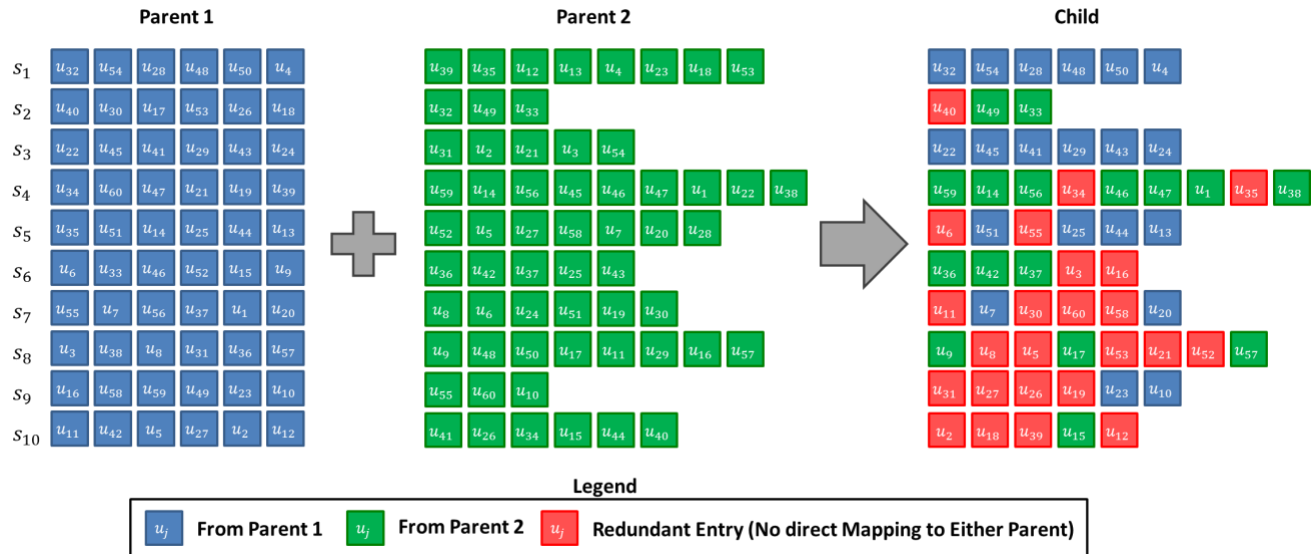 Parent 1 Parent 2 Child
s1 u32 u54 u28 u48 u50 u4 u39 u35 u12 u13 u4 u23 u18 u53 u32 u54 u28 u48 u50 u4
s2 u40 u30 u17 u53 u26 u18 u32 u49 u33 u40 u49 u33
s3 u22 u45 u41 u29 u43 u24 u31 u2 u21 u3 u54 u22 u45 u41 u29 u43 u24
s4 u34 u60 u47 u21 u19 u39 u59 u14 u56 u45 u46 u47 u1 u22 u38 u59 u14 u56 u34 u46 u47 u1 u35 u38
s5 u35 u51 u14 u25 u44 u13 u52 u5 u27 u58 u7 u20 u28 u6 u51 u55 u25 u44 u13
s6 u6 u33 u46 u52 u15 u9 u36 u42 u37 u25 u43 u36 u42 u37 u3 u16
s7 u55 u7 u56 u37 u1 u20 u8 u6 u24 u51 u19 u30 u11 u7 u30 u60 u58 u20
s8 u3 u38 u8 u31 u36 u57 u9 u48 u50 u17 u11 u29 u16 u57 u9 u8 u5 u17 u53 u21 u52 u57
s9 u16 u58 u59 u49 u23 u10 u55 u60 u10 u31 u27 u26 u19 u23 u10
s10 u11 u42 u5 u27 u2 u12 u41 u26 u34 u15 u44 u40 u2 u18 u39 u15 u12
Legend
uj From Parent 1 uj From Parent 2 uj Redundant Entry (No direct Mapping to Either Parent)